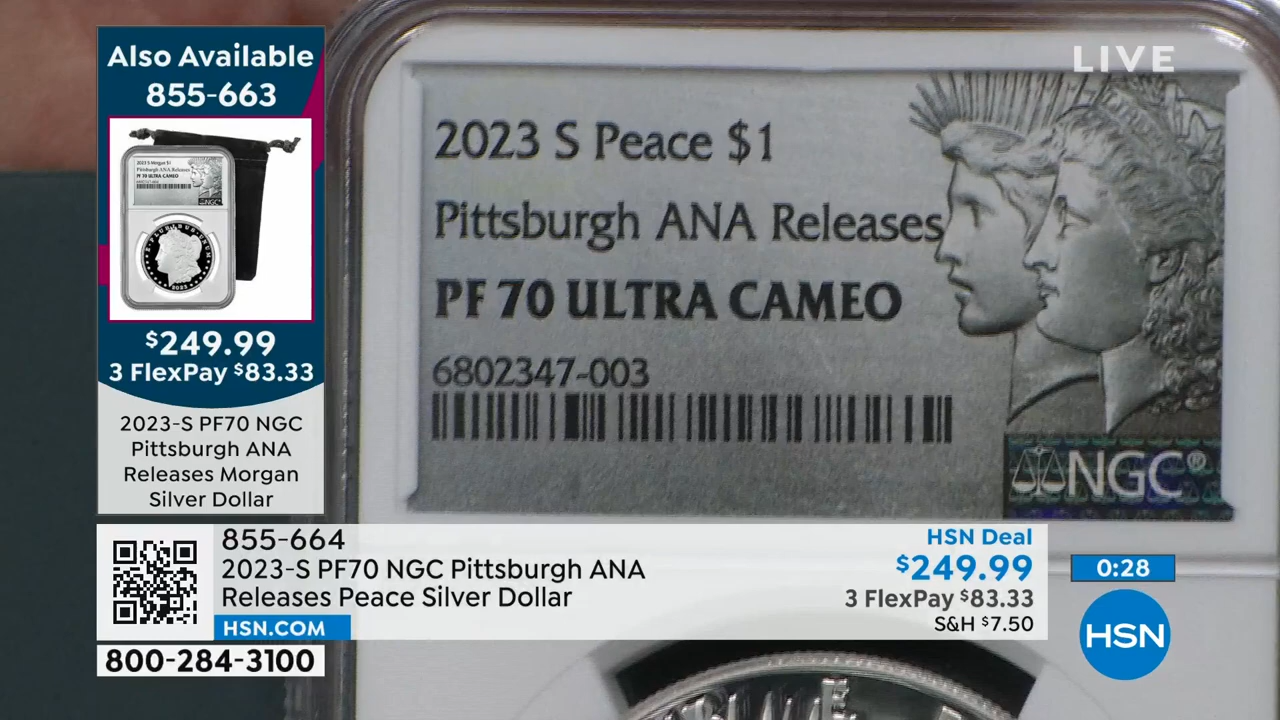 Also Available
855-663
2023 S Morgan $1
Pittsburgh ANA Releases
PF 70 ULTRA CAMEO
NGC
$249.99
3 FlexPay $83.33
2023-S PF70 NGC
Pittsburgh ANA
Releases Morgan
Silver Dollar
LIVE
2023 S Peace $1
Pittsburgh ANA Releases
PF 70 ULTRA CAMEO
6802347-003
NGC®
855-664
2023-S PF70 NGC Pittsburgh ANA
Releases Peace Silver Dollar
HSN.COM
800-284-3100
HSN Deal
$249.99
3 FlexPay $83.33
S&H $7.50
0:28
HSN